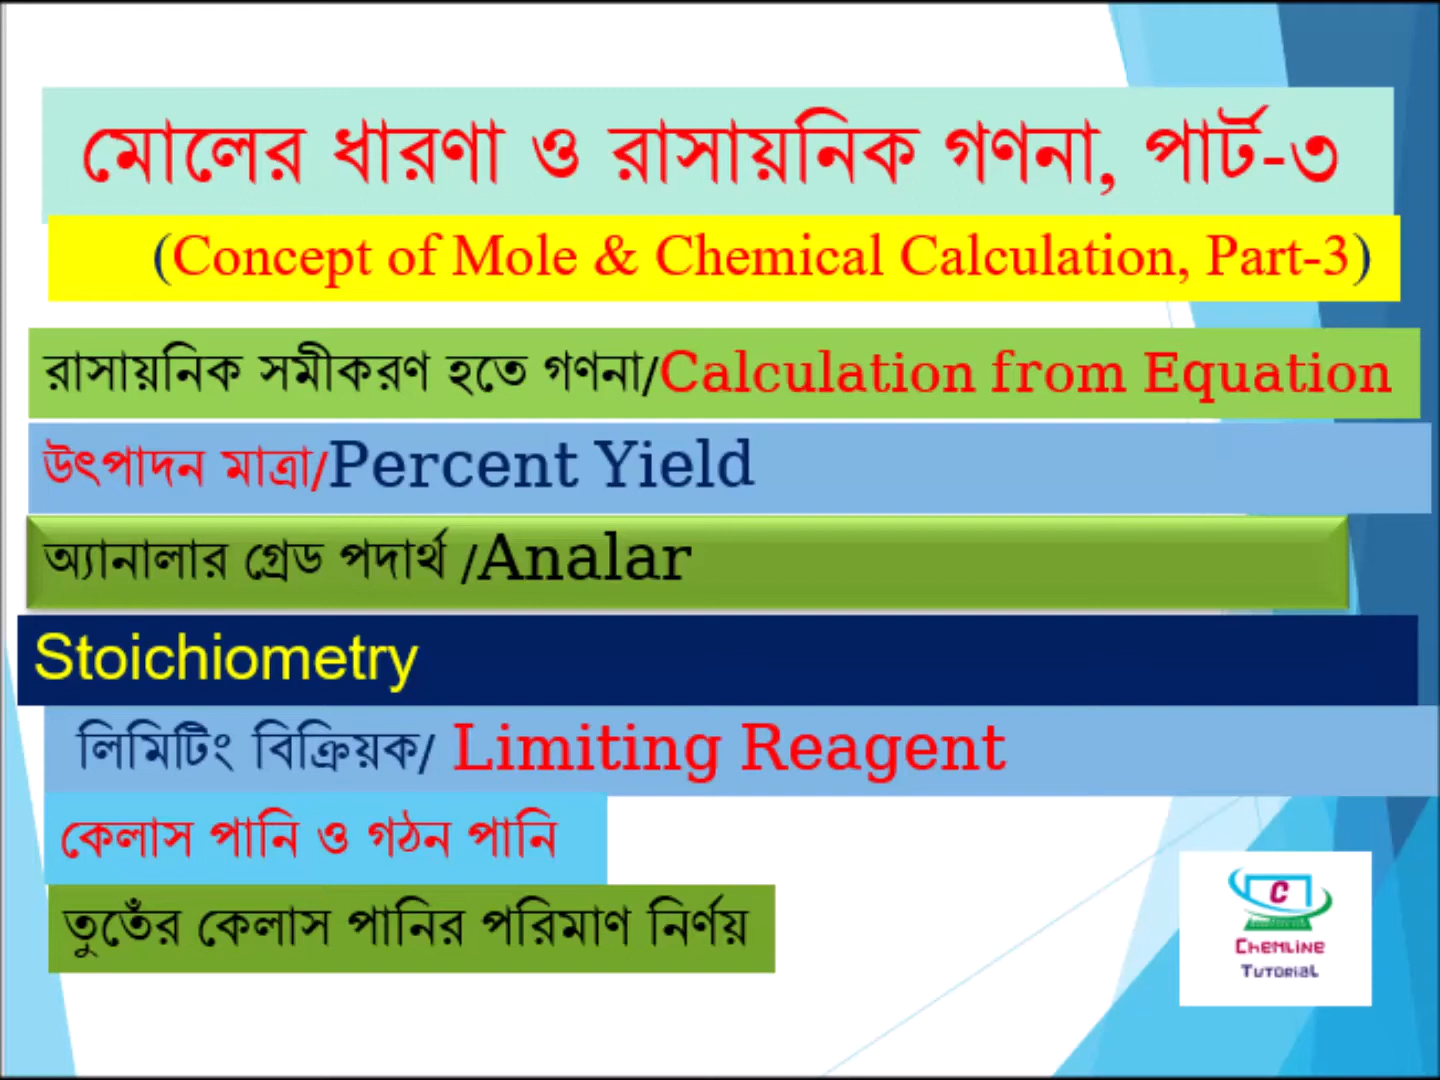 মোলের ধারণা ও রাসায়নিক গণনা, পার্ট-৩
(Concept of Mole & Chemical Calculation, Part-3)
রাসায়নিক সমীকরণ হতে গণনা/Calculation from Equation
উৎপাদন মাত্রা/Percent Yield
অ্যানালার গ্রেড পদার্থ /Analar
Stoichiometry
লিমিটিং বিক্রিয়ক/ Limiting Reagent
কেলাস পানি ও গঠন পানি
তুতেঁর কেলাস পানির পরিমাণ নির্ণয়
C
Chemline
Tutorial